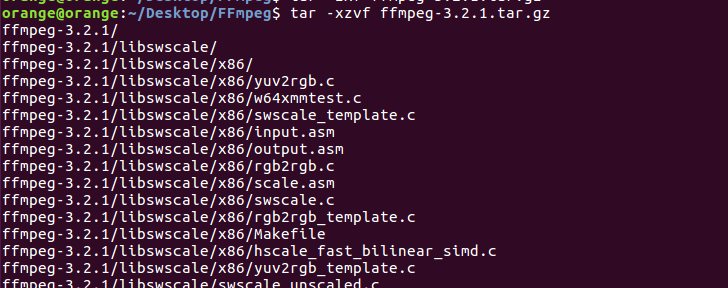 orange@orange:~/Desktop/FFmpeg$ tar -xzvf ffmpeg-3.2.1.tar.gz
ffmpeg-3.2.1/
ffmpeg-3.2.1/libswscale/
ffmpeg-3.2.1/libswscale/x86/
ffmpeg-3.2.1/libswscale/x86/yuv2rgb.c
ffmpeg-3.2.1/libswscale/x86/w64xmmtest.c
ffmpeg-3.2.1/libswscale/x86/swscale_template.c
ffmpeg-3.2.1/libswscale/x86/input.asm
ffmpeg-3.2.1/libswscale/x86/output.asm
ffmpeg-3.2.1/libswscale/x86/rgb2rgb.c
ffmpeg-3.2.1/libswscale/x86/scale.asm
ffmpeg-3.2.1/libswscale/x86/swscale.c
ffmpeg-3.2.1/libswscale/x86/rgb2rgb_template.c
ffmpeg-3.2.1/libswscale/x86/Makefile
ffmpeg-3.2.1/libswscale/x86/hscale_fast_bilinear_simd.c
ffmpeg-3.2.1/libswscale/x86/yuv2rgb_template.c
ffmpeg-3.2.1/libswscale/swscale_unscaled.c